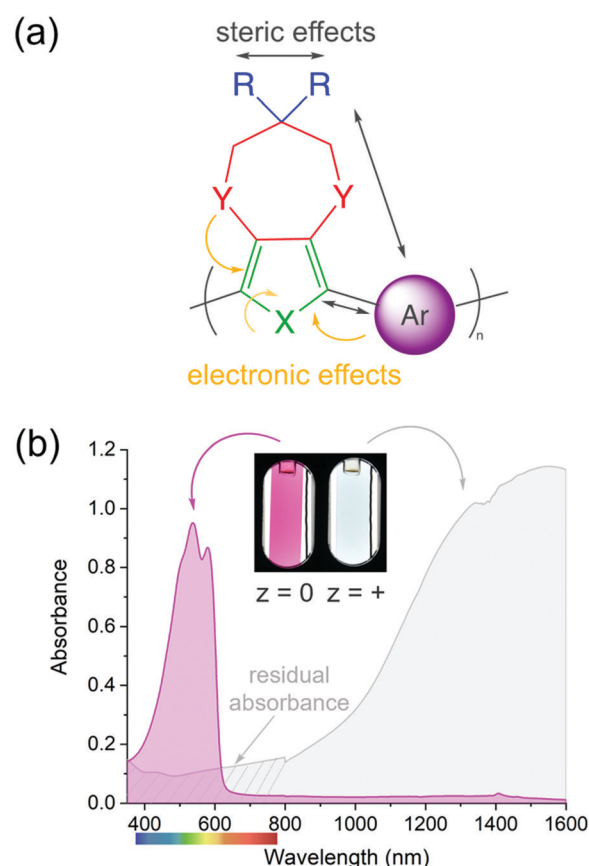 (a)
steric effects
R R
Y Y
X
Ar
n
electronic effects
(b)
1.2
1.0
0.8
0.6
0.4
0.2
0.0
Absorbance
z = 0 z = +
residual
absorbance
400 600 800 1000 1200 1400 1600
Wavelength (nm)